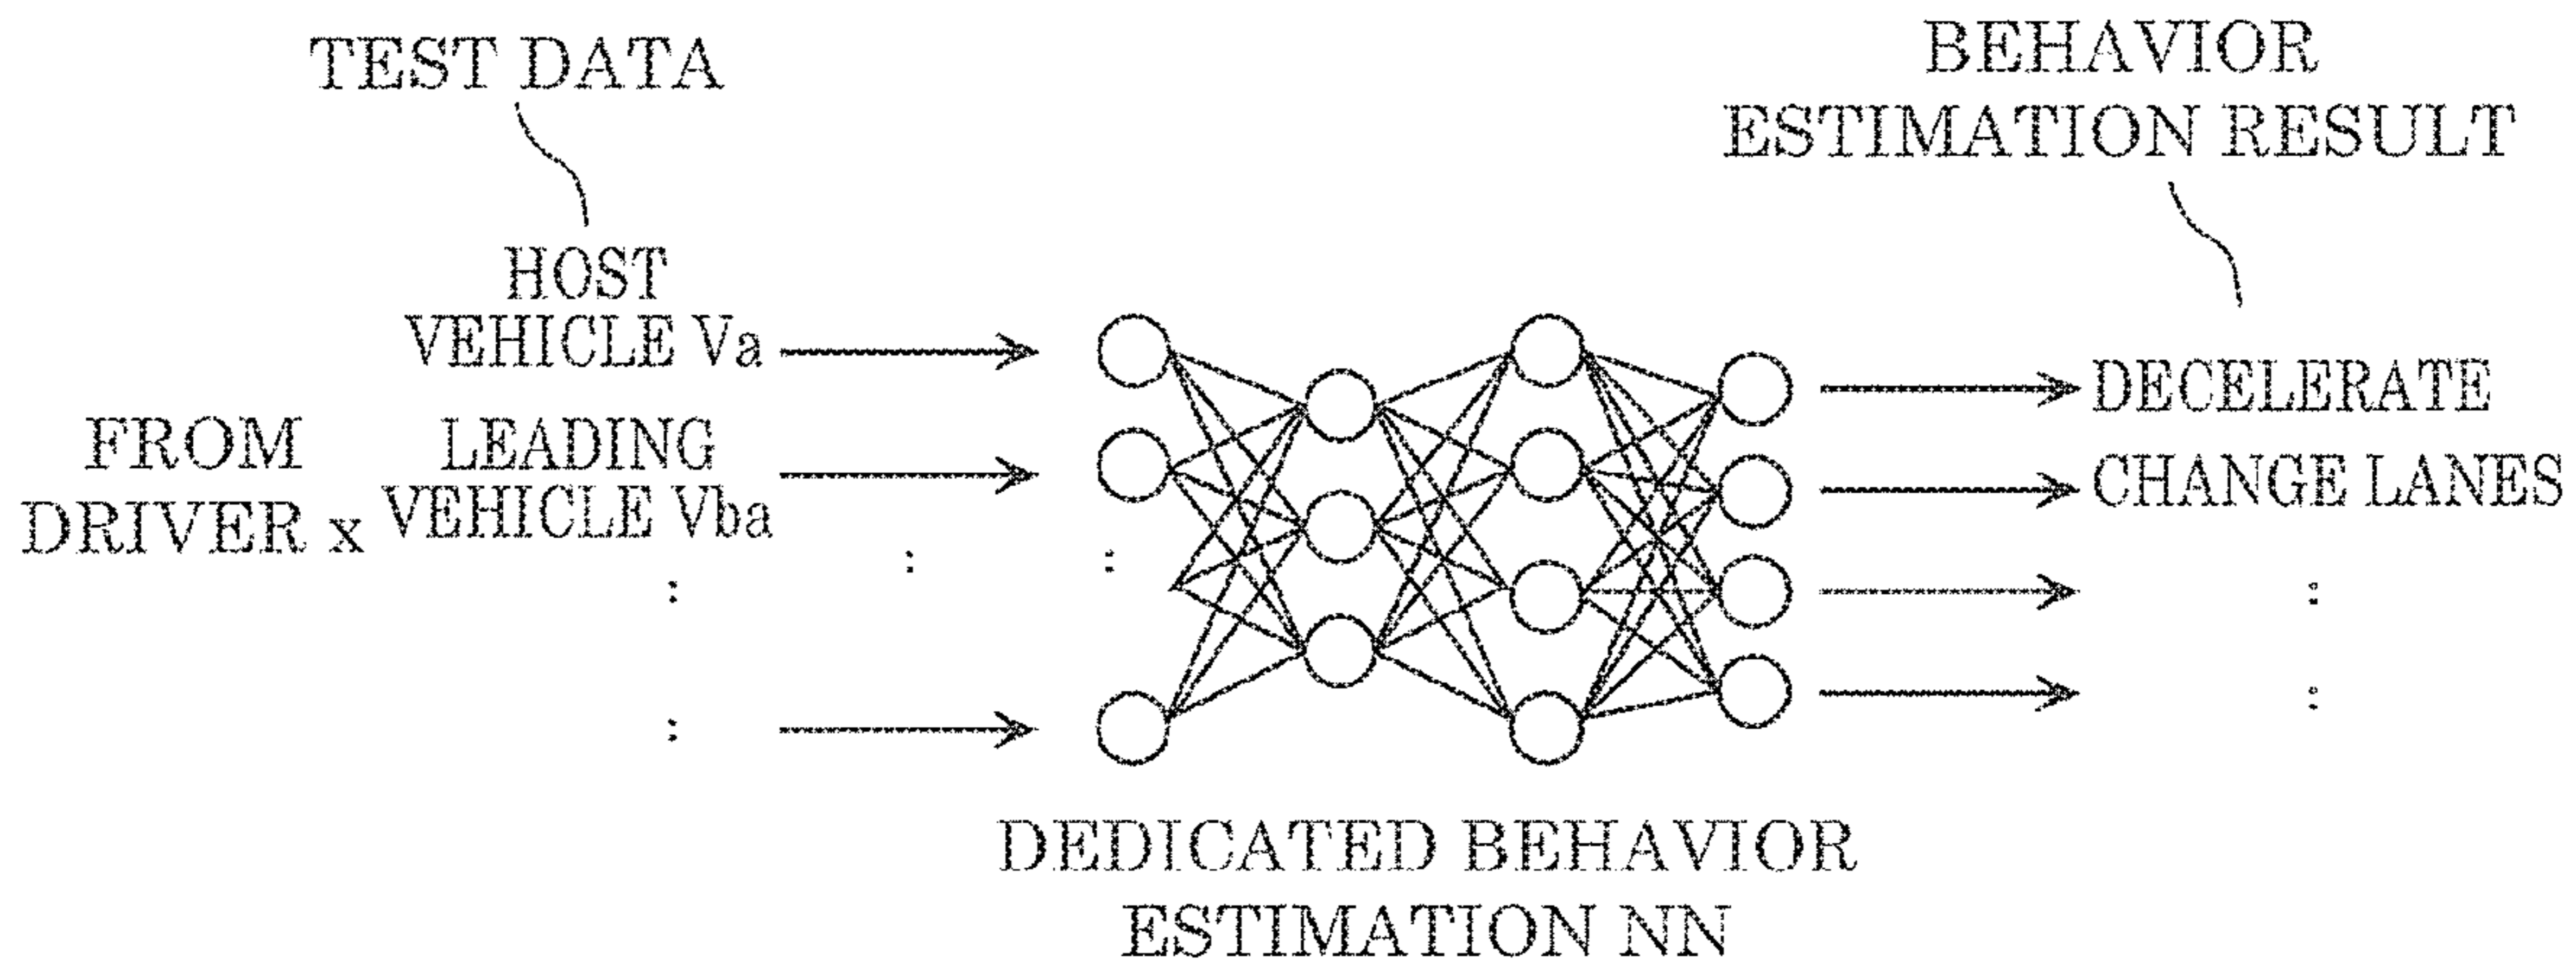 TEST DATA
BEHAVIOR
ESTIMATION RESULT
HOST
VEHICLE Va
FROM
DRIVER x
LEADING
VEHICLE Vba
:
:
:
:
DECELERATE
CHANGE LANES
:
:
DEDICATED BEHAVIOR
ESTIMATION NN